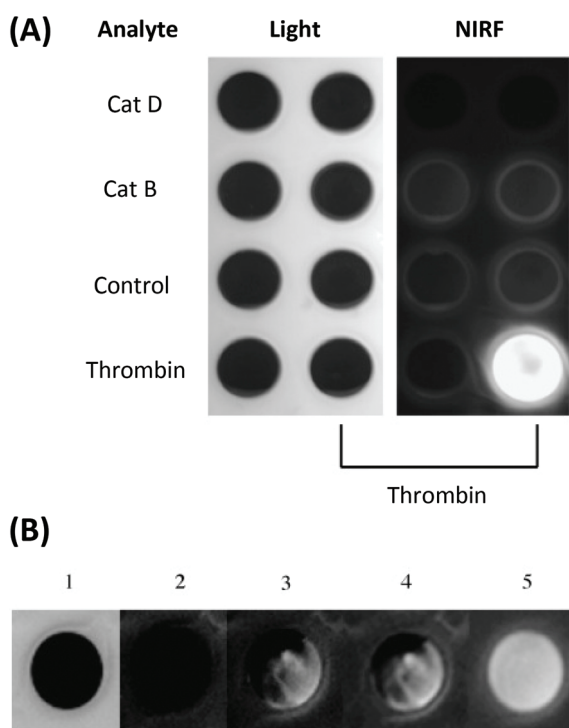 (A) Analyte Light NIRF
Cat D
Cat B
Control
Thrombin
Thrombin
(B)
1 2 3 4 5